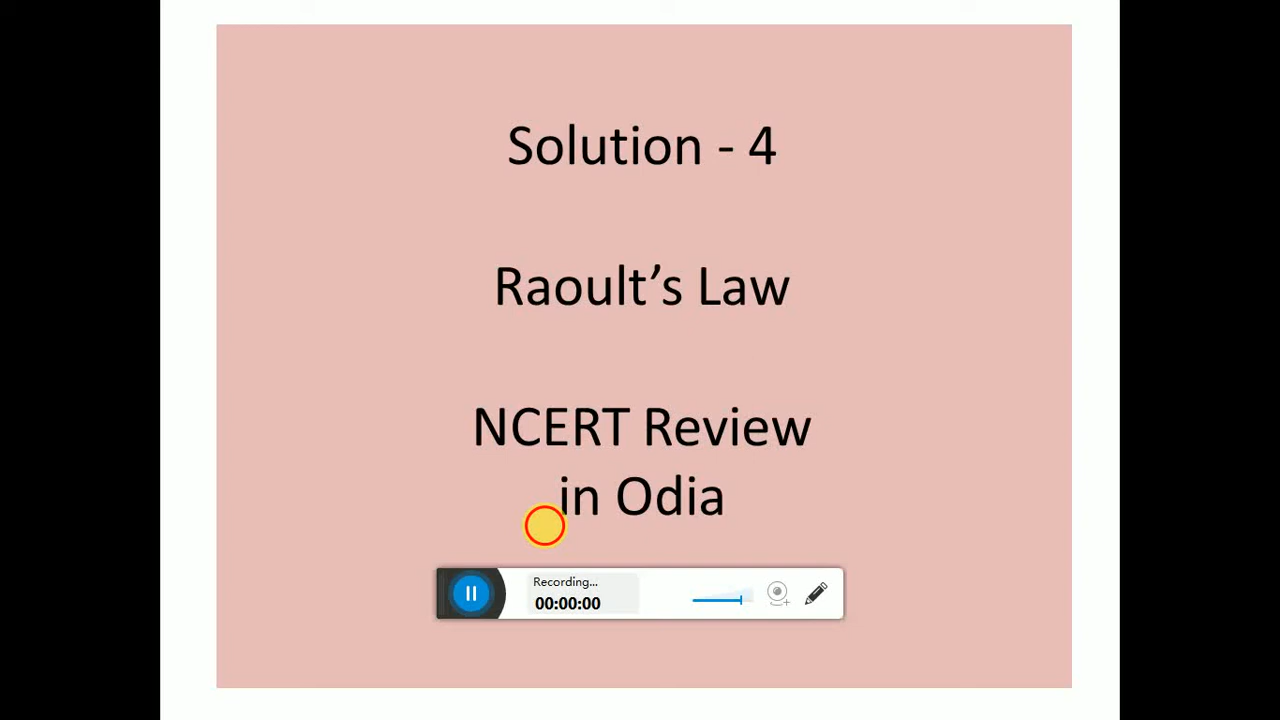 Solution - 4
Raoult’s Law
NCERT Review
in Odia
Recording...
00:00:00